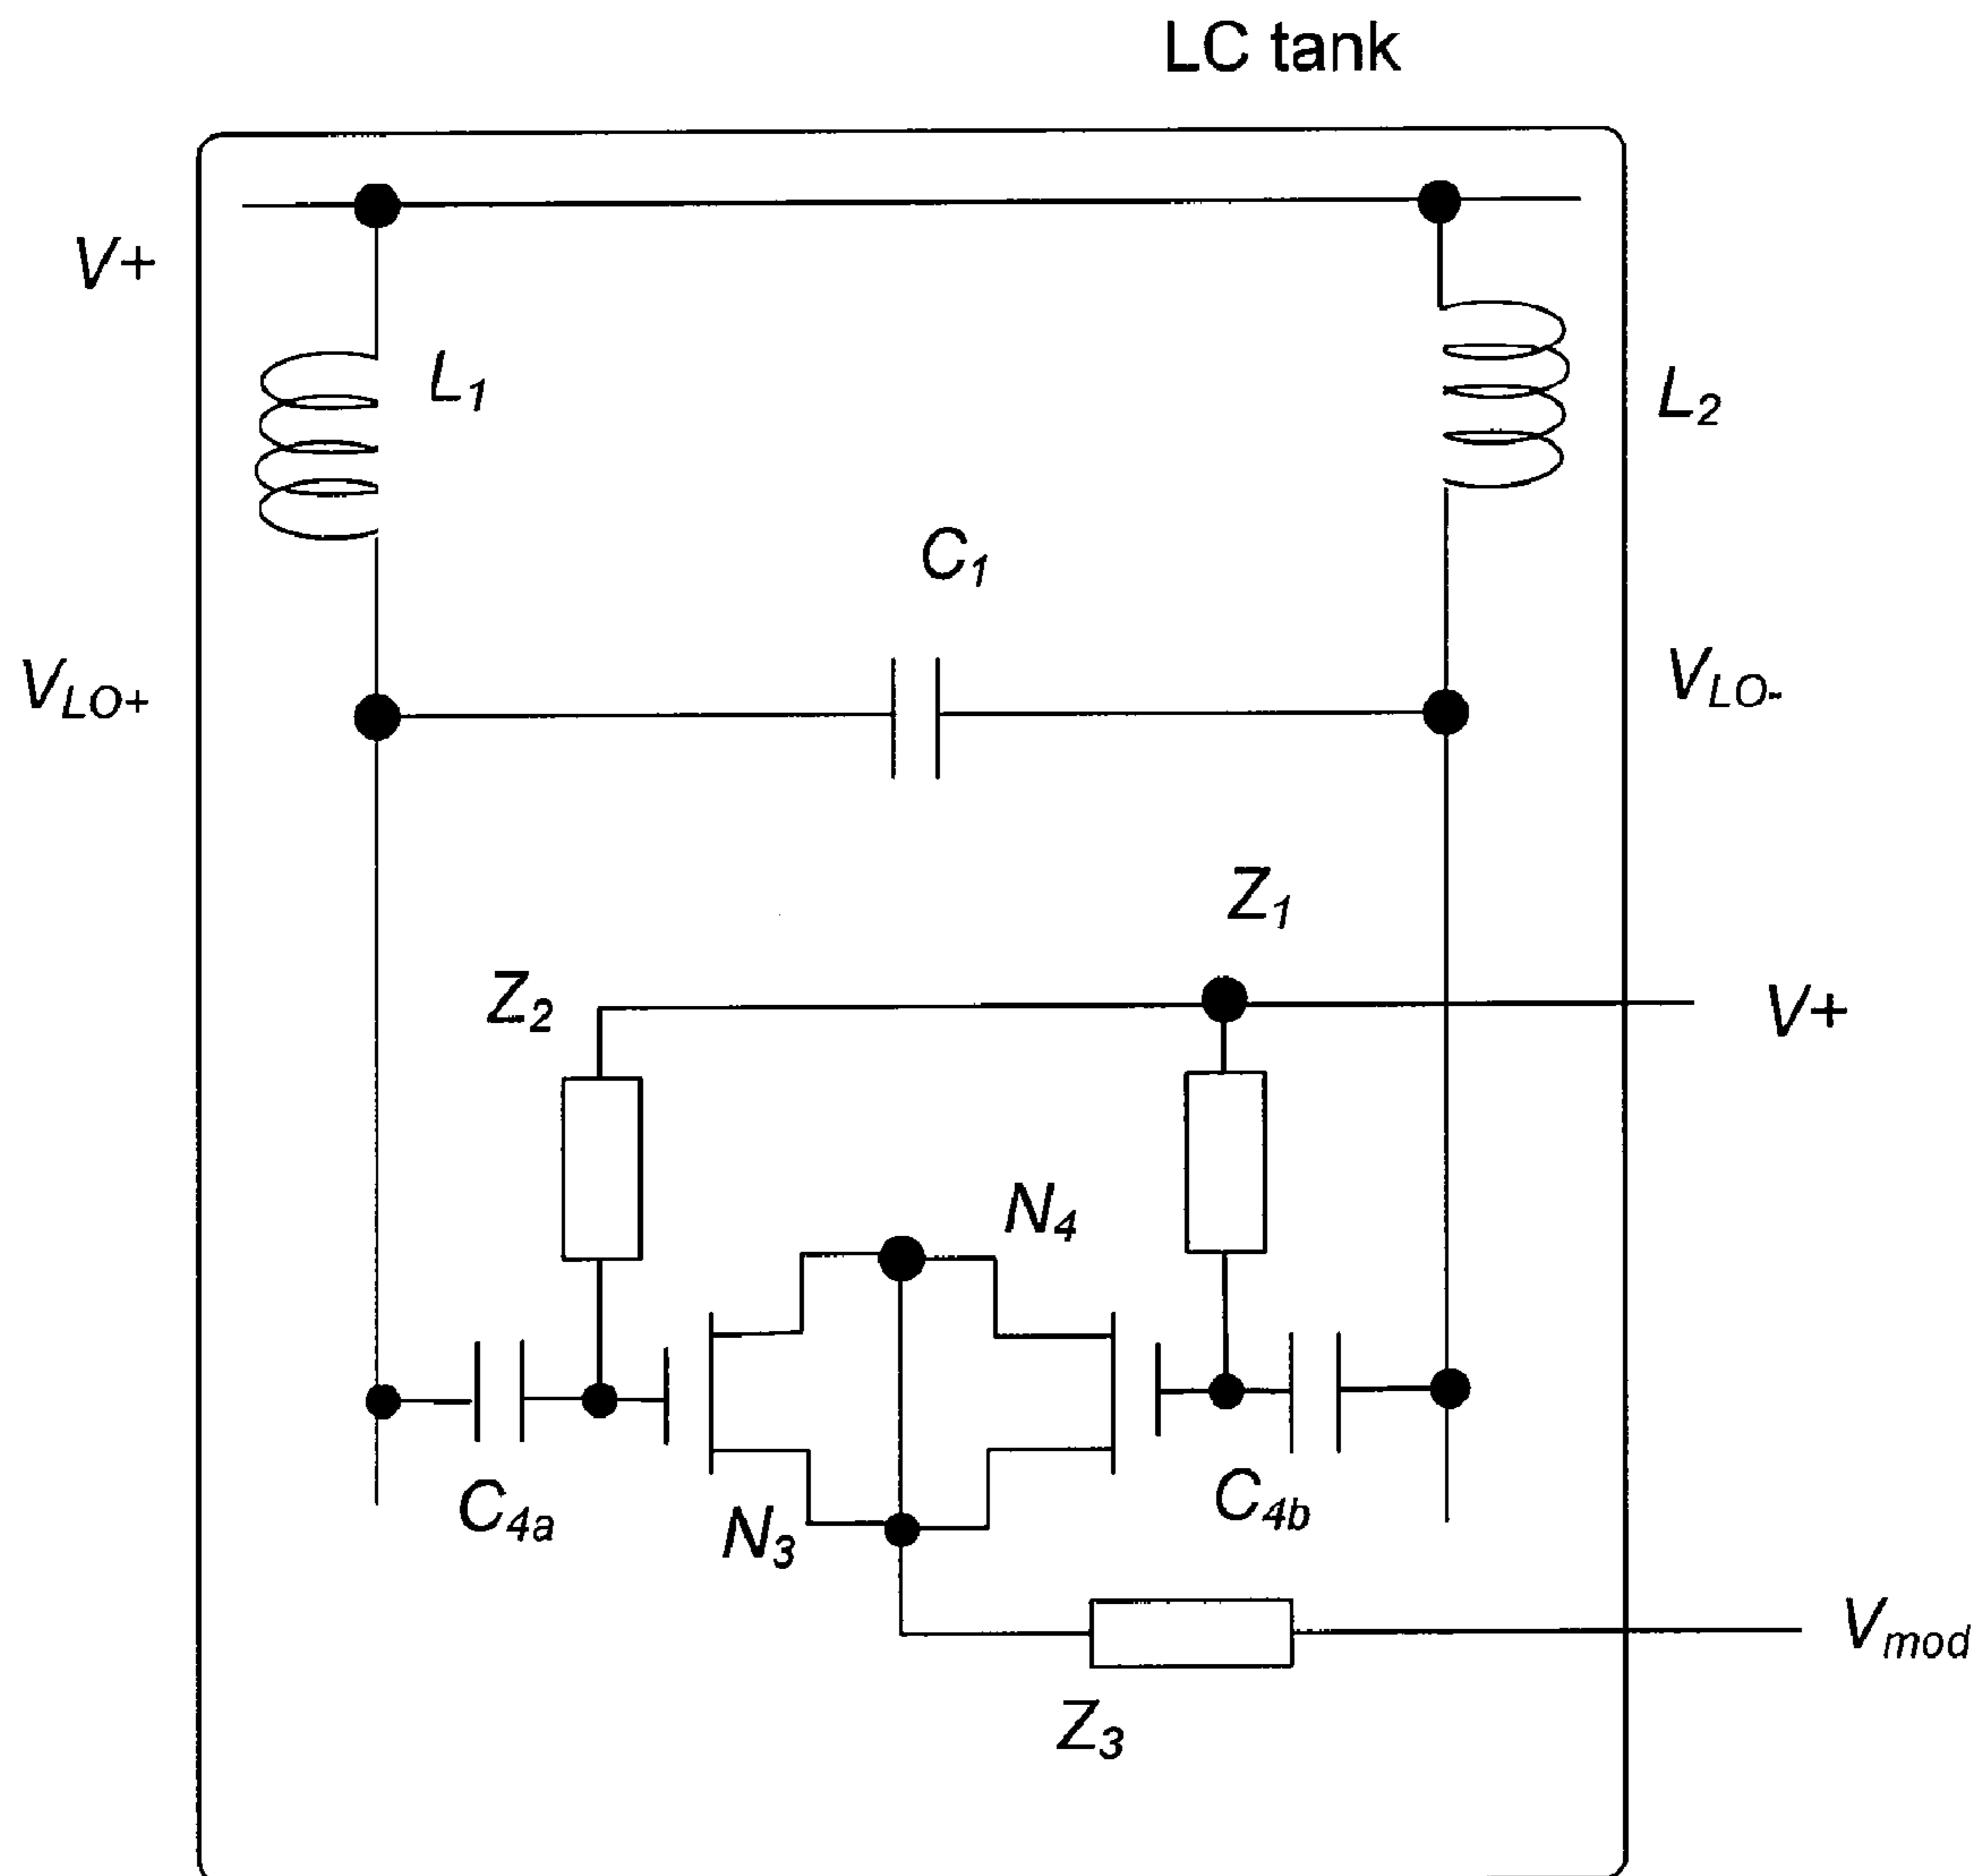 LC tank
V+
L1
L2
C1
VLO+
VLO-
Z1
Z2
V+
N4
C4a
N3
C4b
Vmod
Z3